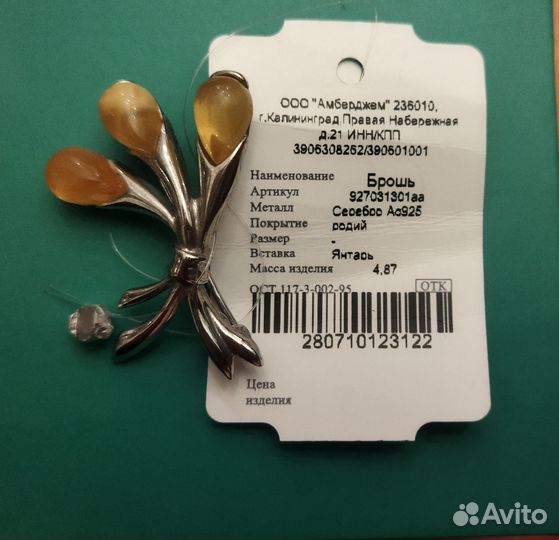 ООО "Амберджем" 236010,
г.Калининград Правая Набережная
д.21 ИНН/КПП
3906308262/390601001
Наименование Брошь
Артикул 927031301аа
Металл Серебро Ag925
Покрытие родий
Размер -
Вставка Янтарь
Масса изделия 4,87
ОСТ 117-3-002-95 ОТК
280710123122
Цена
изделия
Avito